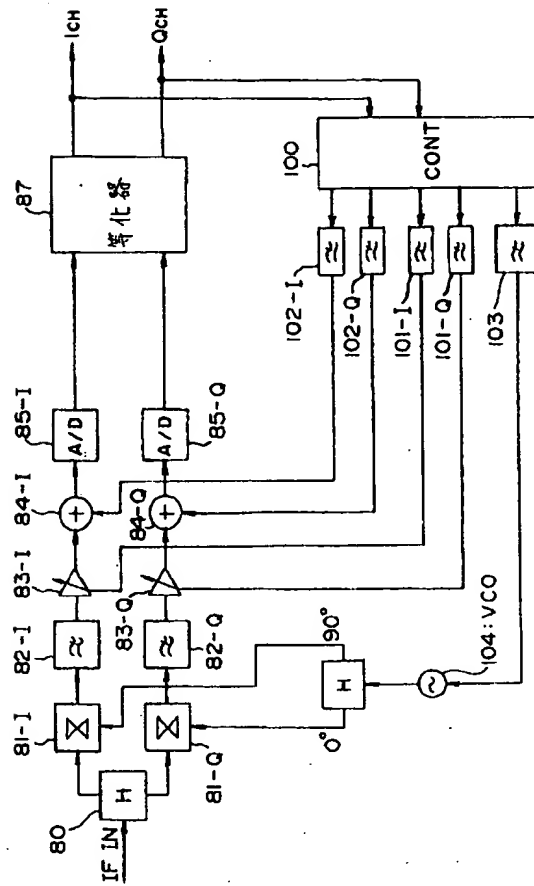 IF IN
80
H
81-I
81-Q
82-I
82-Q
83-I
83-Q
84-I
+
84-Q
+
85-I
A/D
85-Q
A/D
87
等化器
ICH
QCH
100
CONT
102-I
102-Q
101-I
101-Q
103
104:VCO
H
0°
90°